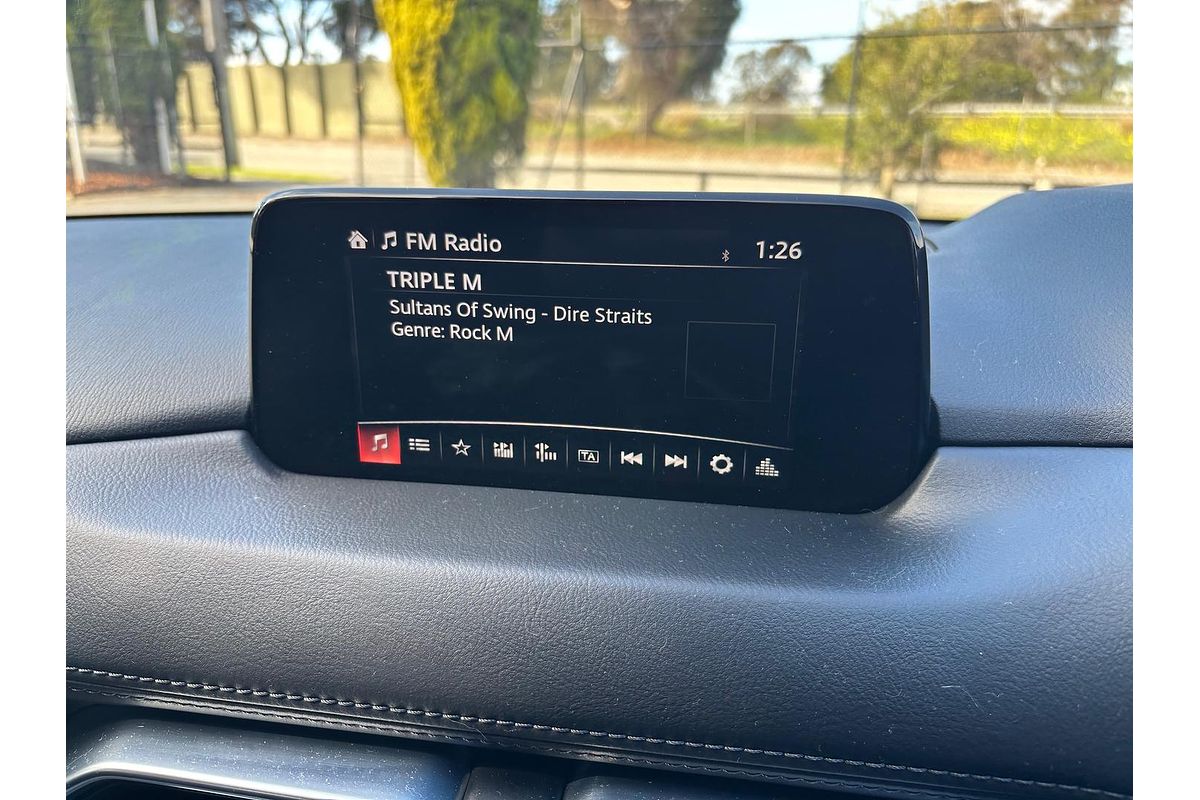 FM Radio
1:26
TRIPLE M
Sultans Of Swing - Dire Straits
Genre: Rock M
TA